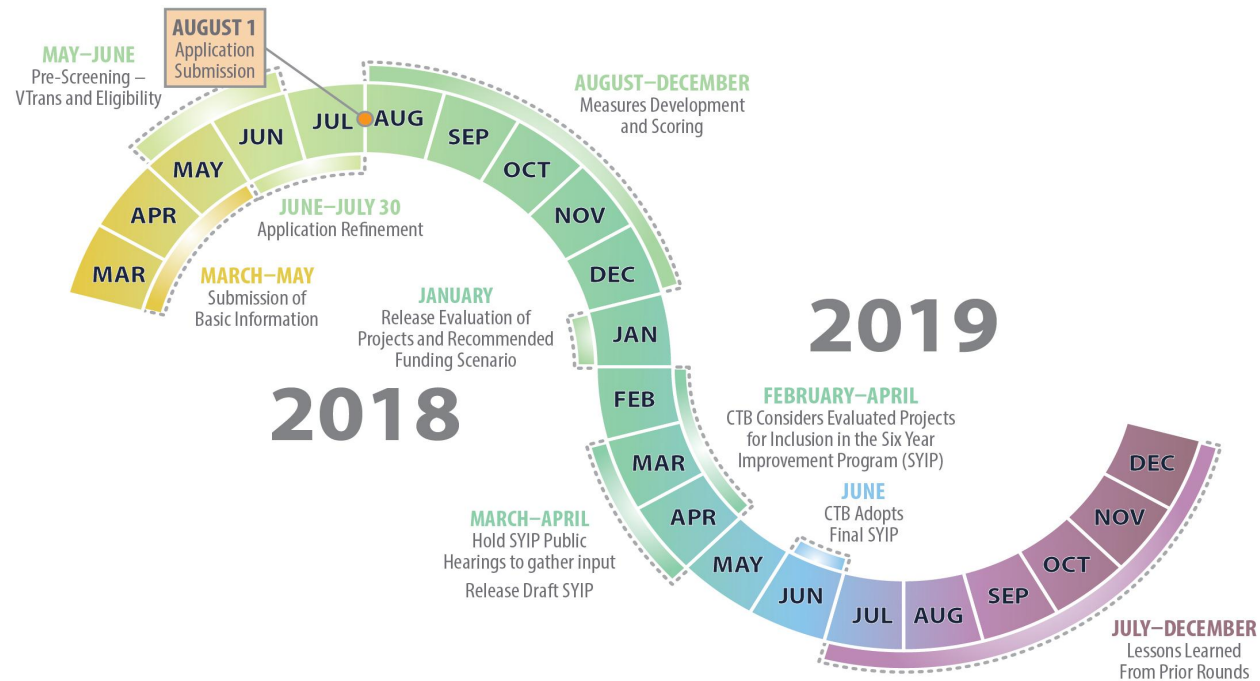 AUGUST 1
Application
Submission
MAY–JUNE
Pre-Screening –
VTrans and Eligibility
AUGUST–DECEMBER
Measures Development
and Scoring
MAR
APR
MAY
JUN
JUL
AUG
SEP
OCT
NOV
DEC
JUNE–JULY 30
Application Refinement
MARCH–MAY
Submission of
Basic Information
JANUARY
Release Evaluation of
Projects and Recommended
Funding Scenario
2018
2019
JAN
FEB
MAR
APR
MAY
JUN
JUL
AUG
SEP
OCT
NOV
DEC
FEBRUARY–APRIL
CTB Considers Evaluated Projects
for Inclusion in the Six Year
Improvement Program (SYIP)
MARCH–APRIL
Hold SYIP Public
Hearings to gather input
Release Draft SYIP
JUNE
CTB Adopts
Final SYIP
JULY–DECEMBER
Lessons Learned
From Prior Rounds